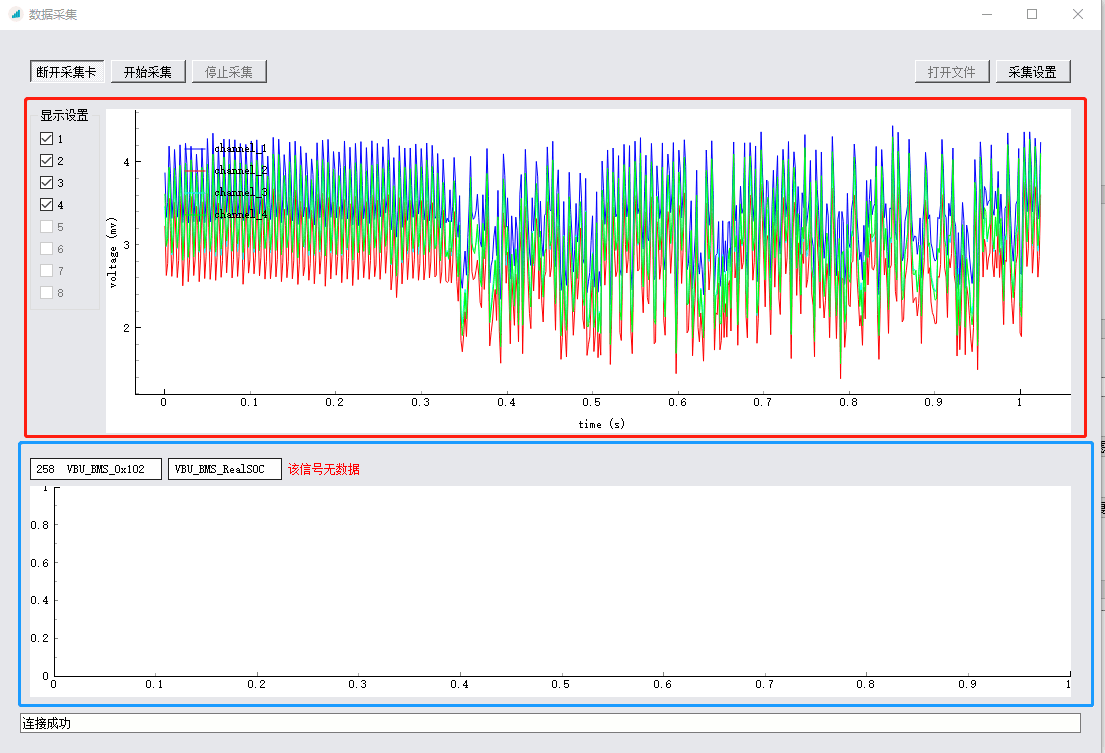 数据采集
断开采集卡 开始采集 停止采集 打开文件 采集设置
显示设置
1
2
3
4
5
6
7
8
channel_1
channel_2
channel_3
channel_4
voltage (mv)
4
3
2
0 0.1 0.2 0.3 0.4 0.5 0.6 0.7 0.8 0.9 1
time (s)
258 VBU_BMS_0x102 VBU_BMS_RealSOC 该信号无数据
1
0.8
0.6
0.4
0.2
0
0 0.1 0.2 0.3 0.4 0.5 0.6 0.7 0.8 0.9 1
连接成功